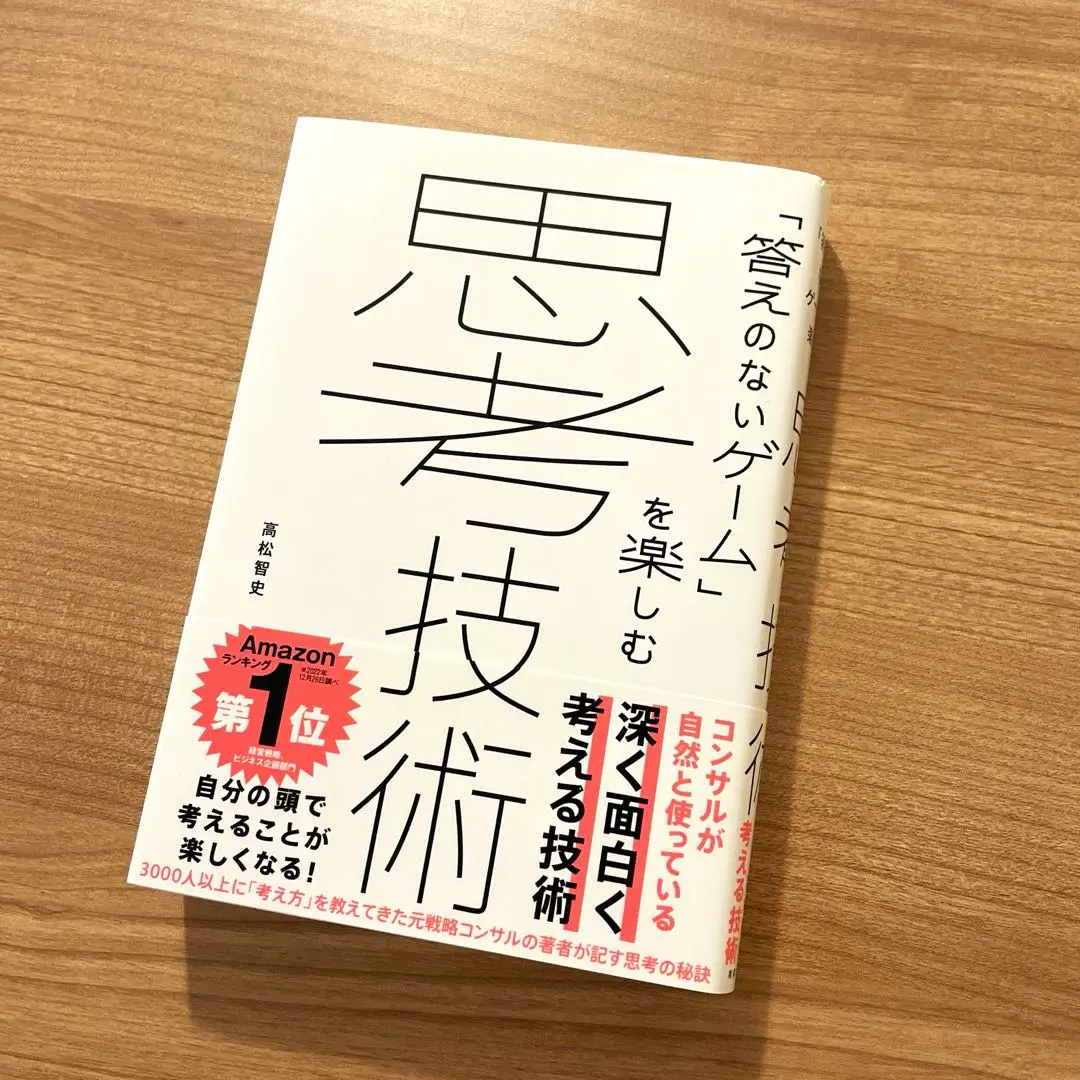 「答えのないゲーム」
を楽しむ
思考技術
高松智史
Amazon
ランキング
※2022年
12月26日調べ
第1位
経営戦略、
ビジネス企画部門
自分の頭で
考えることが
楽しくなる!
コンサルが
自然と使っている
深く面白く
考える技術
3000人以上に「考え方」を教えてきた元戦略コンサルの著者が記す思考の秘訣
考える技術